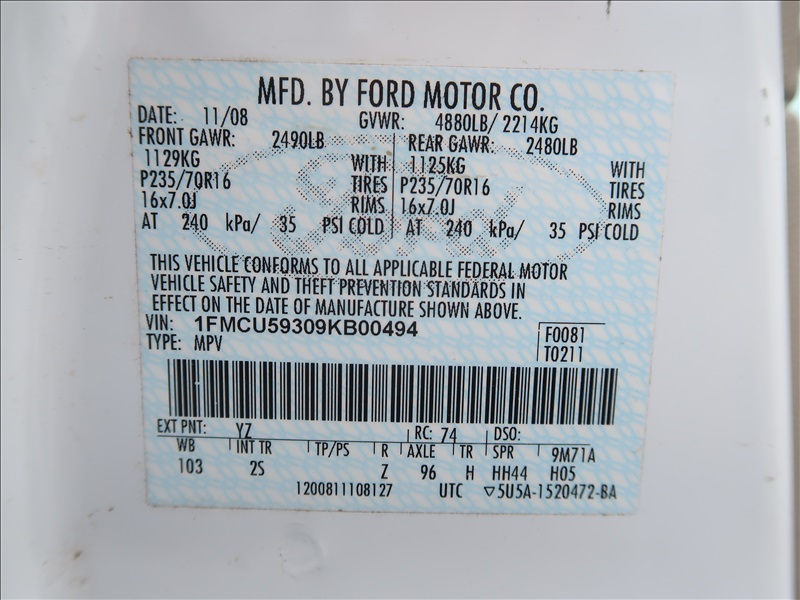 MFD. BY FORD MOTOR CO.
DATE: 11/08 GVWR: 4880LB/ 2214KG
FRONT GAWR: 2490LB REAR GAWR: 2480LB
1129KG WITH 1125KG WITH
P235/70R16 TIRES P235/70R16 TIRES
16x7.0J RIMS 16x7.0J RIMS
AT 240 kPa/ 35 PSI COLD AT 240 kPa/ 35 PSI COLD
THIS VEHICLE CONFORMS TO ALL APPLICABLE FEDERAL MOTOR
VEHICLE SAFETY AND THEFT PREVENTION STANDARDS IN
EFFECT ON THE DATE OF MANUFACTURE SHOWN ABOVE.
VIN: 1FMCU59309KB00494 F0081
TYPE: MPV T0211
EXT PNT: YZ RC: 74 DSO:
WB INT TR TP/PS R AXLE TR SPR 9M71A
103 2S Z 96 H HH44 H05
1200811108127 UTC ▽5U5A-1520472-BA
Ford